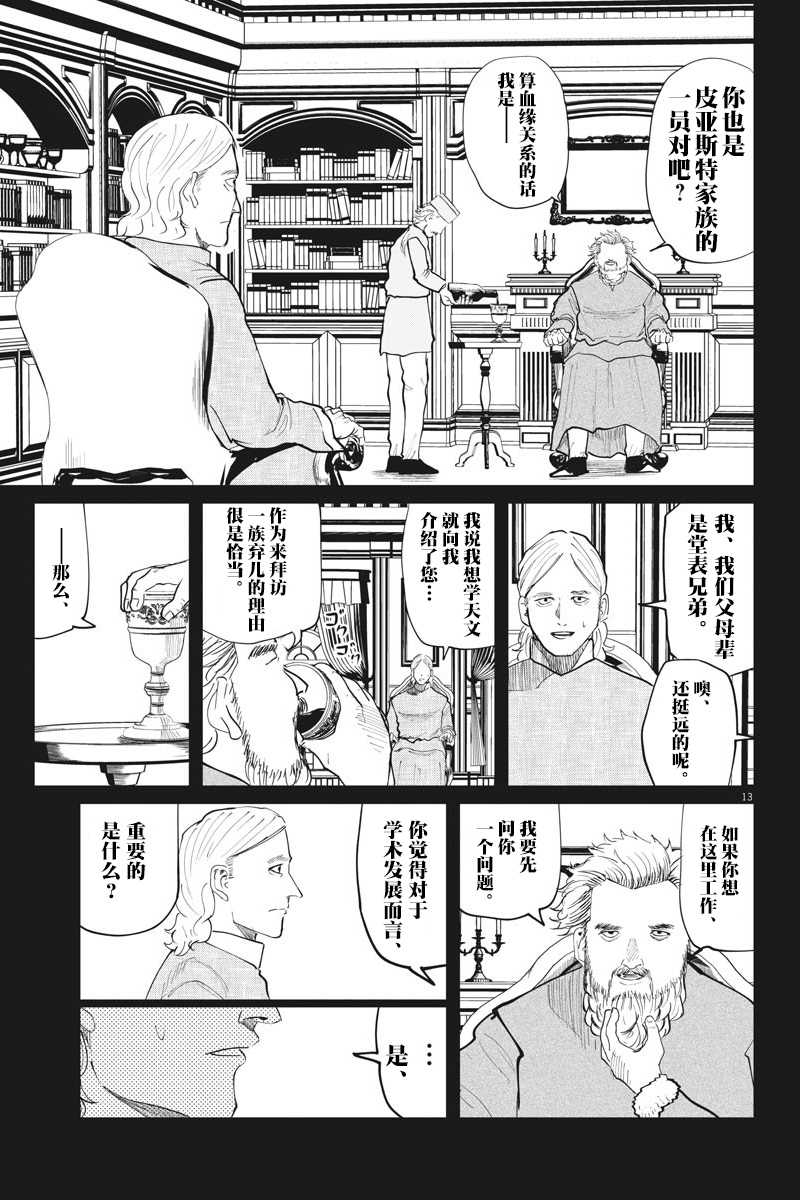 你也是
皮亚斯特家族的
一员对吧？
算血缘关系的话
我是——
我、我们父母辈
是堂表兄弟。
噢、
还挺远的呢。
我说我想学天文
就向我
介绍了您…
ゴクゴク
作为来拜访
一族弃儿的理由
很是恰当。
——那么、
13
如果你想
在这里工作、
我要先
问你
一个问题。
你觉得对于
学术发展而言、
重要的
是什么？
…
是、